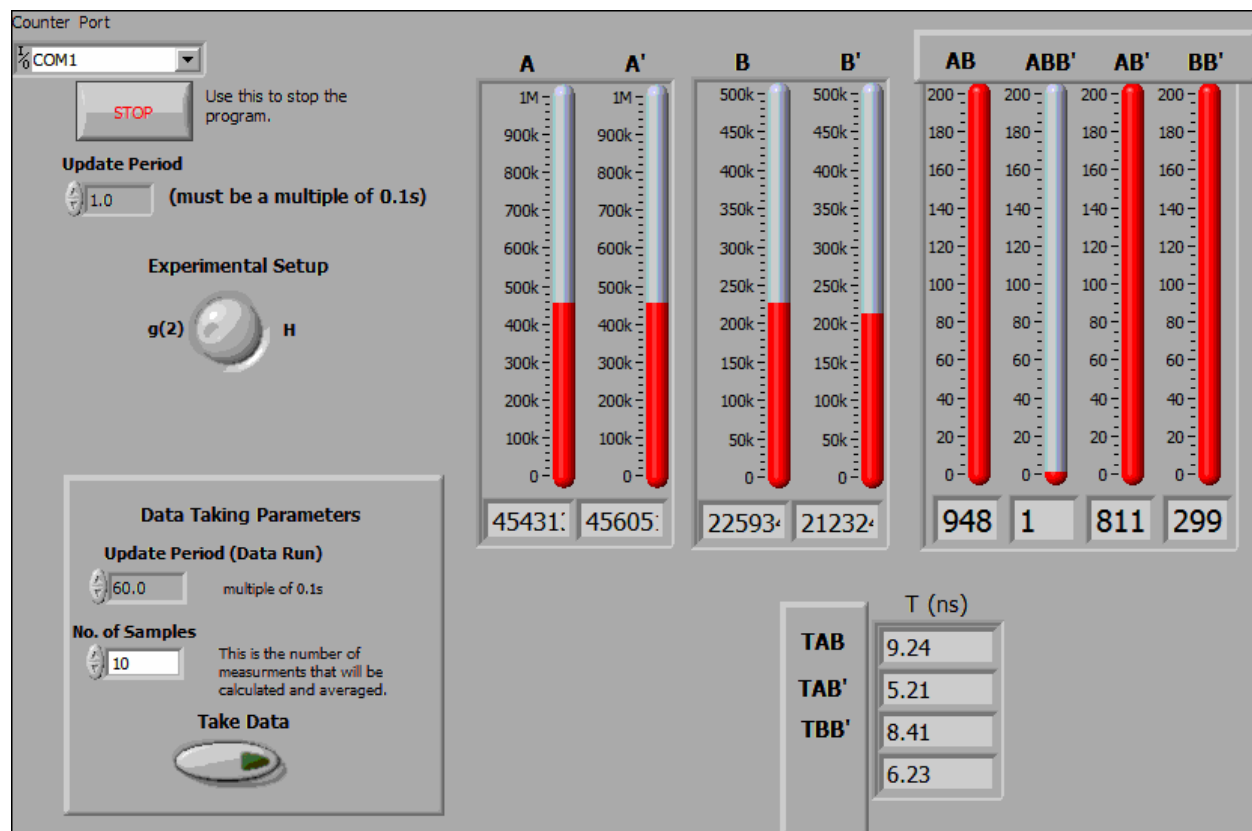 Counter Port
I/O COM1
STOP
Use this to stop the
program.
Update Period
1.0
(must be a multiple of 0.1s)
Experimental Setup
g(2)
H
Data Taking Parameters
Update Period (Data Run)
60.0
multiple of 0.1s
No. of Samples
10
This is the number of
measurments that will be
calculated and averaged.
Take Data
A
A'
1M
900k
800k
700k
600k
500k
400k
300k
200k
100k
0
1M
900k
800k
700k
600k
500k
400k
300k
200k
100k
0
B
B'
500k
450k
400k
350k
300k
250k
200k
150k
100k
50k
0
500k
450k
400k
350k
300k
250k
200k
150k
100k
50k
0
AB
ABB'
AB'
BB'
200
180
160
140
120
100
80
60
40
20
0
200
180
160
140
120
100
80
60
40
20
0
200
180
160
140
120
100
80
60
40
20
0
200
180
160
140
120
100
80
60
40
20
0
45431
45605
22593
21232
948
1
811
299
T (ns)
TAB
9.24
TAB'
5.21
TBB'
8.41
6.23